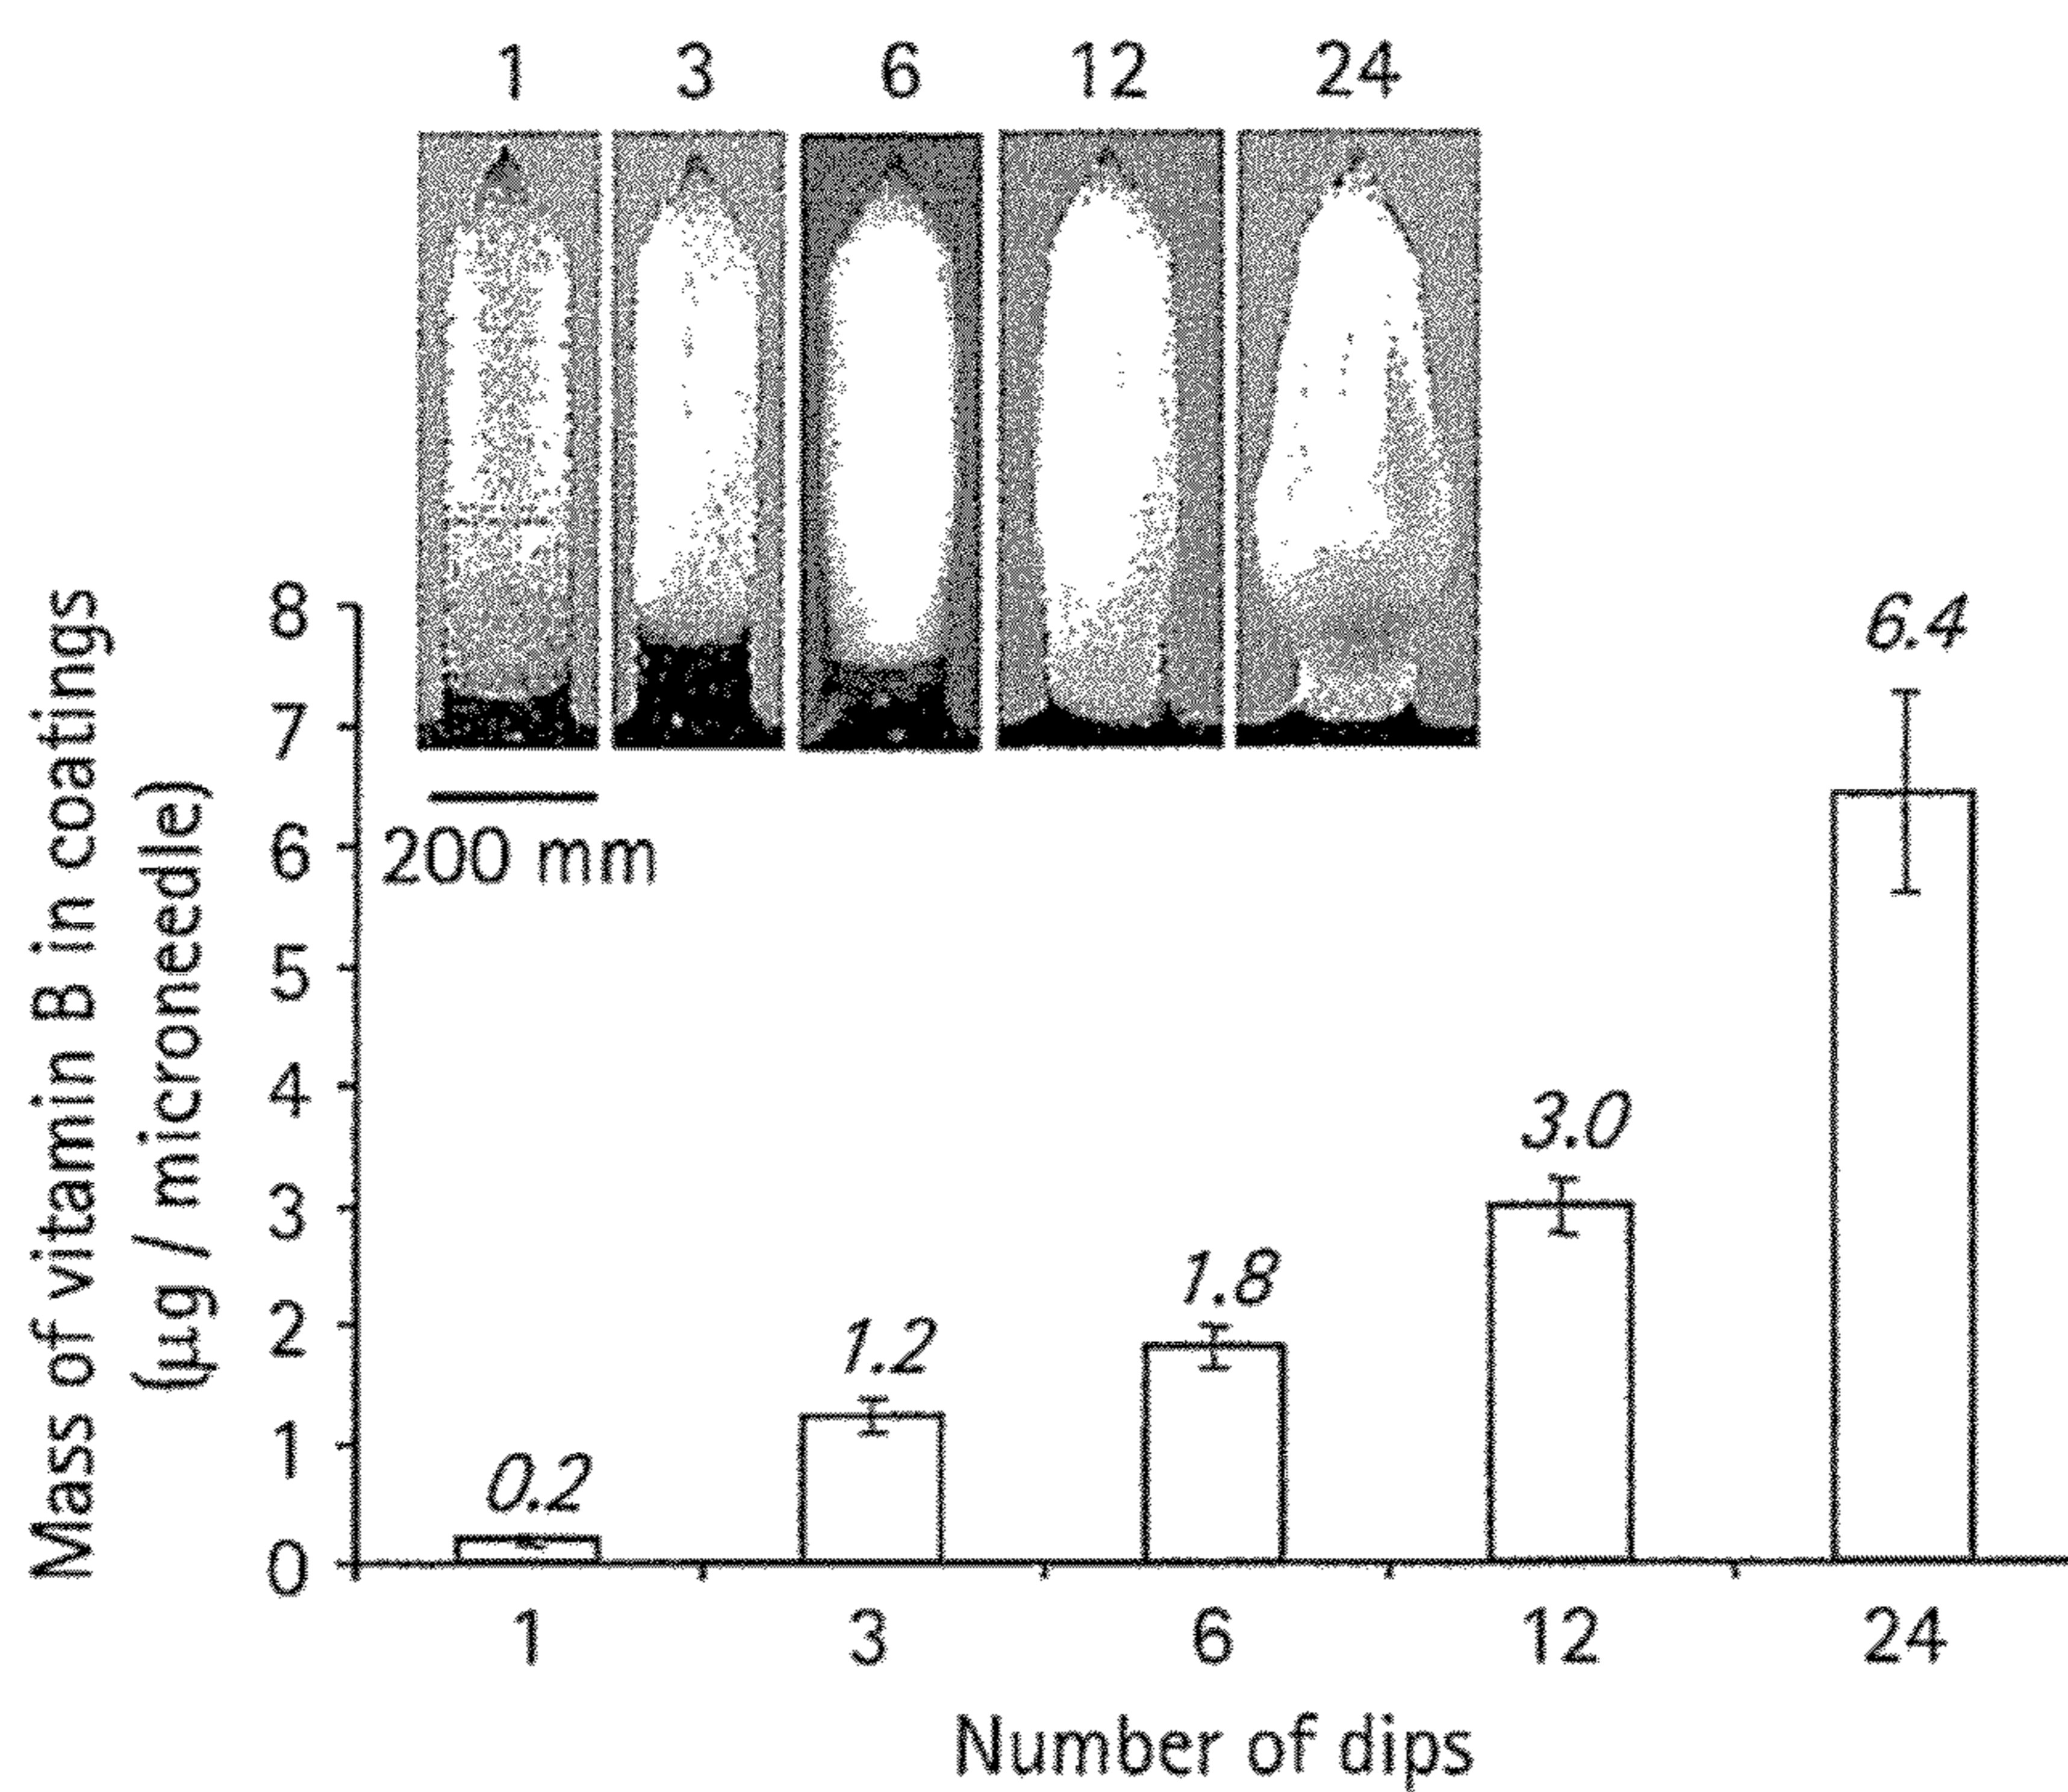 1 3 6 12 24
200 mm
Mass of vitamin B in coatings
(µg / microneedle)
8
7
6
5
4
3
2
1
0
0.2
1.2
1.8
3.0
6.4
1 3 6 12 24
Number of dips